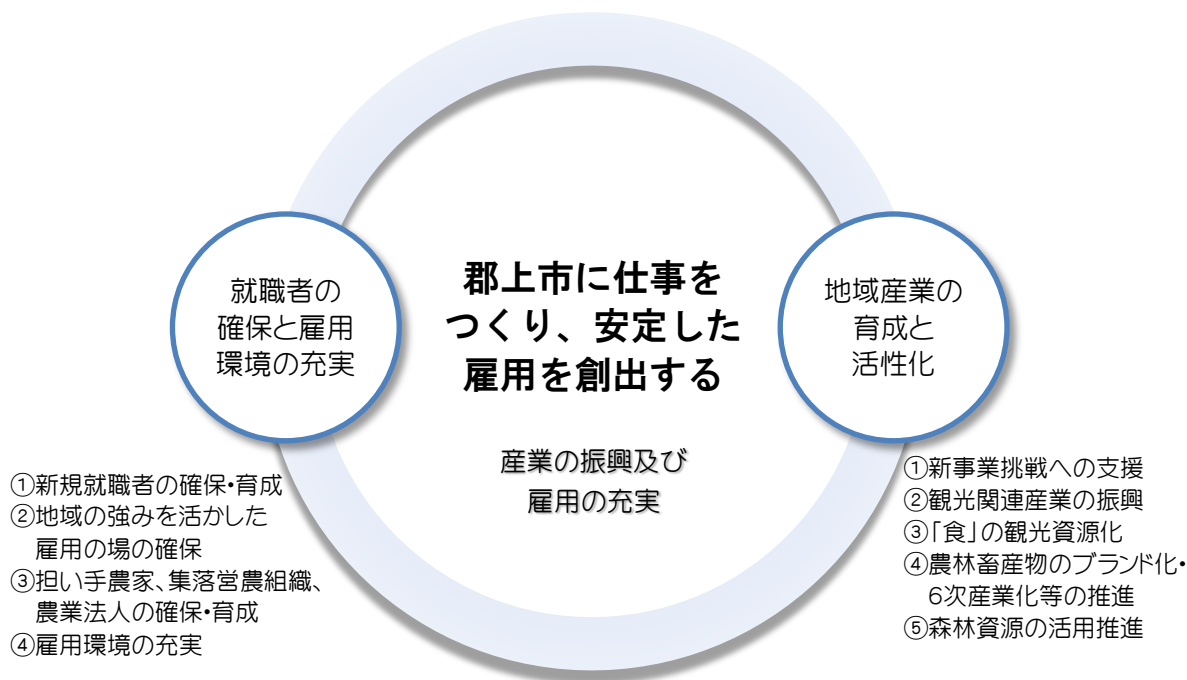 就職者の
確保と雇用
環境の充実
郡上市に仕事を
つくり、安定した
雇用を創出する
産業の振興及び
雇用の充実
地域産業の
育成と
活性化
①新規就職者の確保・育成
②地域の強みを活かした
雇用の場の確保
③担い手農家、集落営農組織、
農業法人の確保・育成
④雇用環境の充実
①新事業挑戦への支援
②観光関連産業の振興
③「食」の観光資源化
④農林畜産物のブランド化・
6次産業化等の推進
⑤森林資源の活用推進